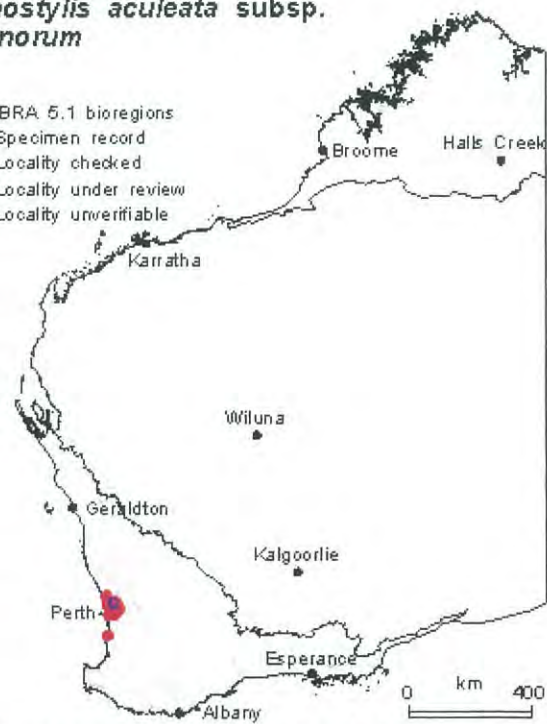 ostylis aculeata subsp.
norum
BRA 5.1 bioregions
Specimen record
Locality checked
Locality under review
Locality unverifiable
Broome
Halls Creek
Karratha
Wiluna
Geraldton
Kalgoorlie
Perth
Esperance
Albany
0 km 400